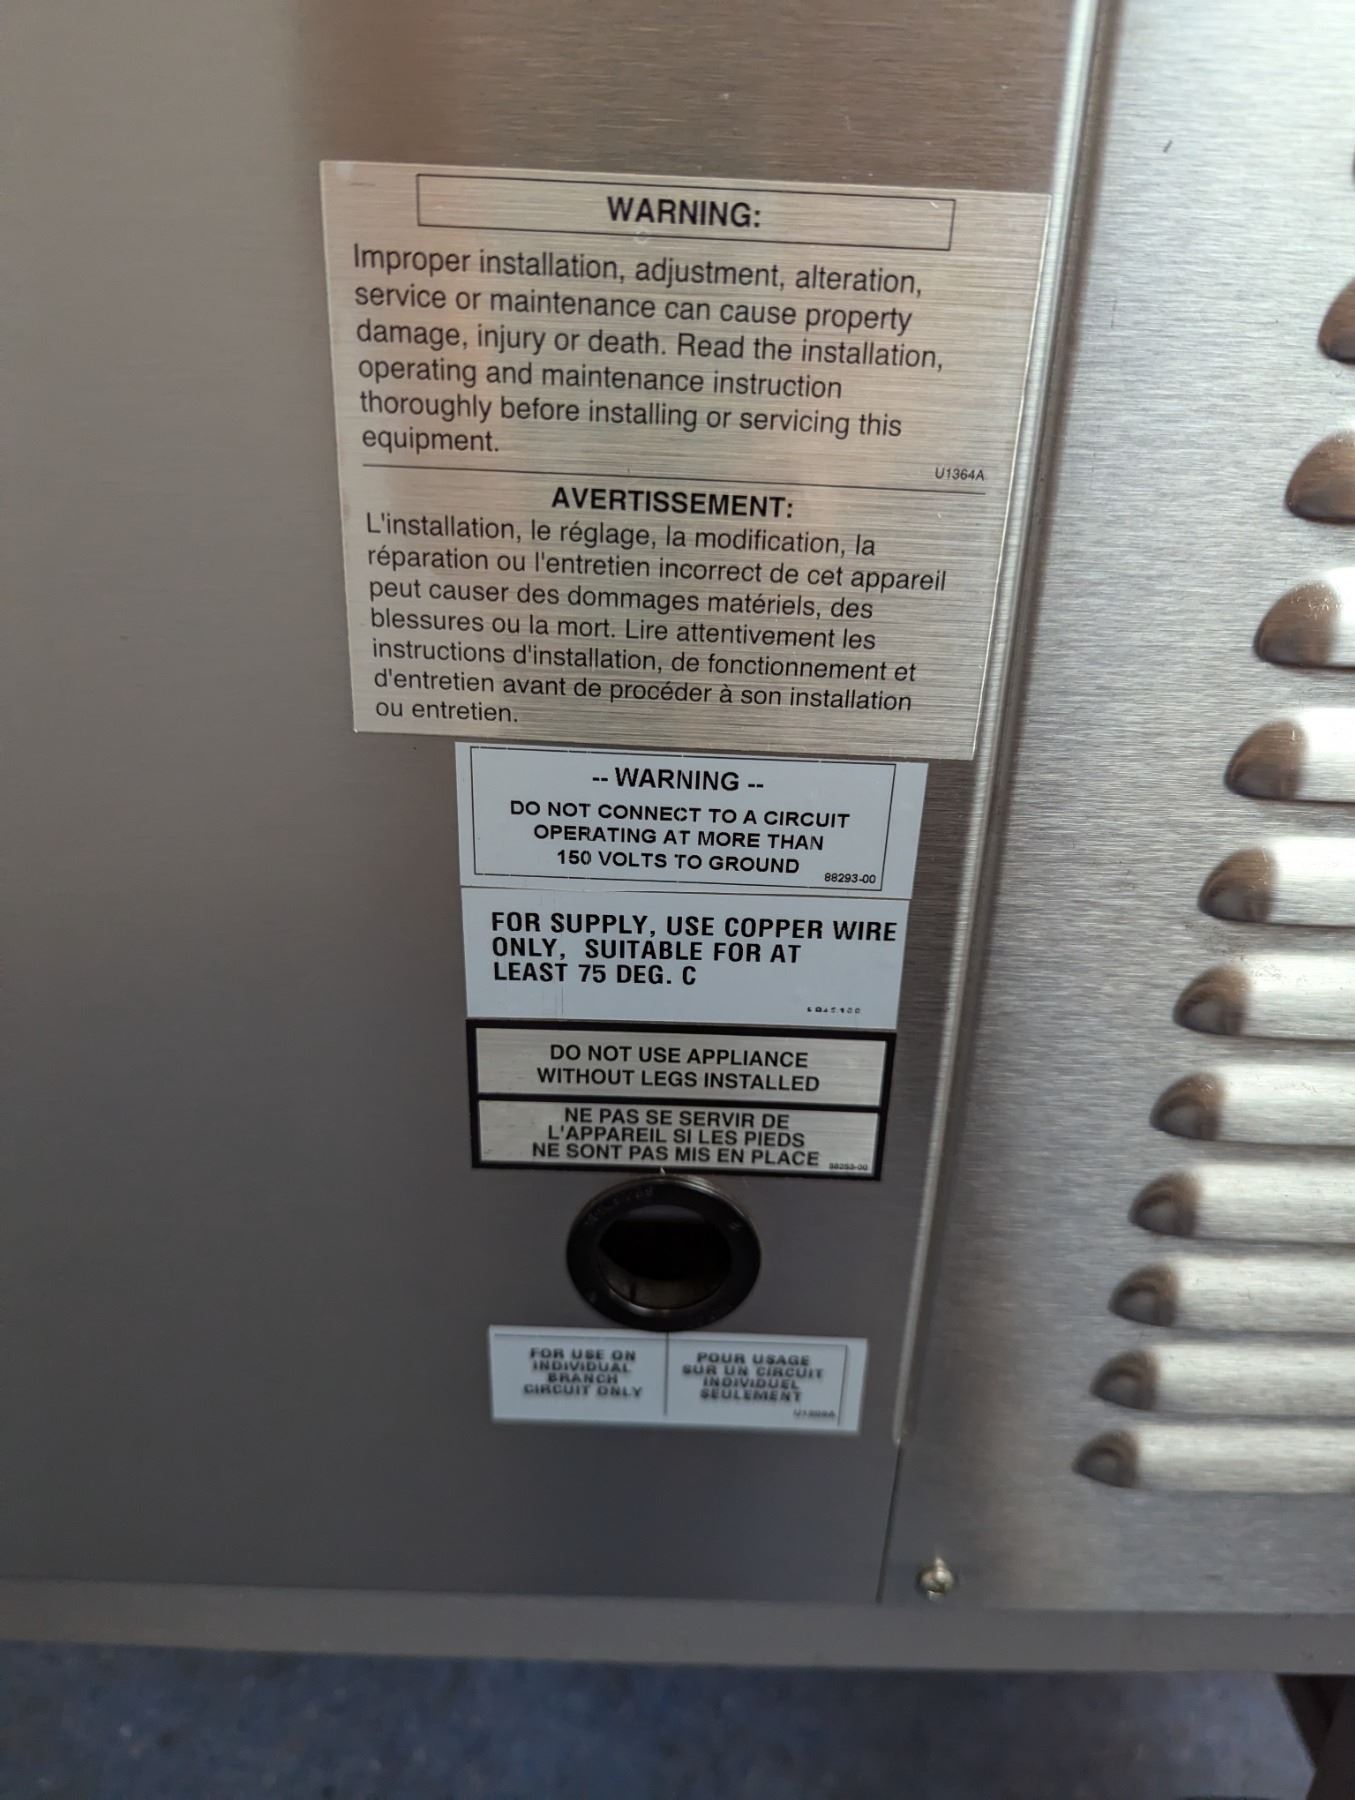 WARNING:
Improper installation, adjustment, alteration,
service or maintenance can cause property
damage, injury or death. Read the installation,
operating and maintenance instruction
thoroughly before installing or servicing this
equipment.
U1364A
AVERTISSEMENT:
L'installation, le réglage, la modification, la
réparation ou l'entretien incorrect de cet appareil
peut causer des dommages matériels, des
blessures ou la mort. Lire attentivement les
instructions d'installation, de fonctionnement et
d'entretien avant de procéder à son installation
ou entretien.
-- WARNING --
DO NOT CONNECT TO A CIRCUIT
OPERATING AT MORE THAN
150 VOLTS TO GROUND
88293-00
FOR SUPPLY, USE COPPER WIRE
ONLY, SUITABLE FOR AT
LEAST 75 DEG. C
DO NOT USE APPLIANCE
WITHOUT LEGS INSTALLED
NE PAS SE SERVIR DE
L'APPAREIL SI LES PIEDS
NE SONT PAS MIS EN PLACE
FOR USE ON
INDIVIDUAL
BRANCH
CIRCUIT ONLY
POUR USAGE
SUR UN CIRCUIT
INDIVIDUEL
SEULEMENT